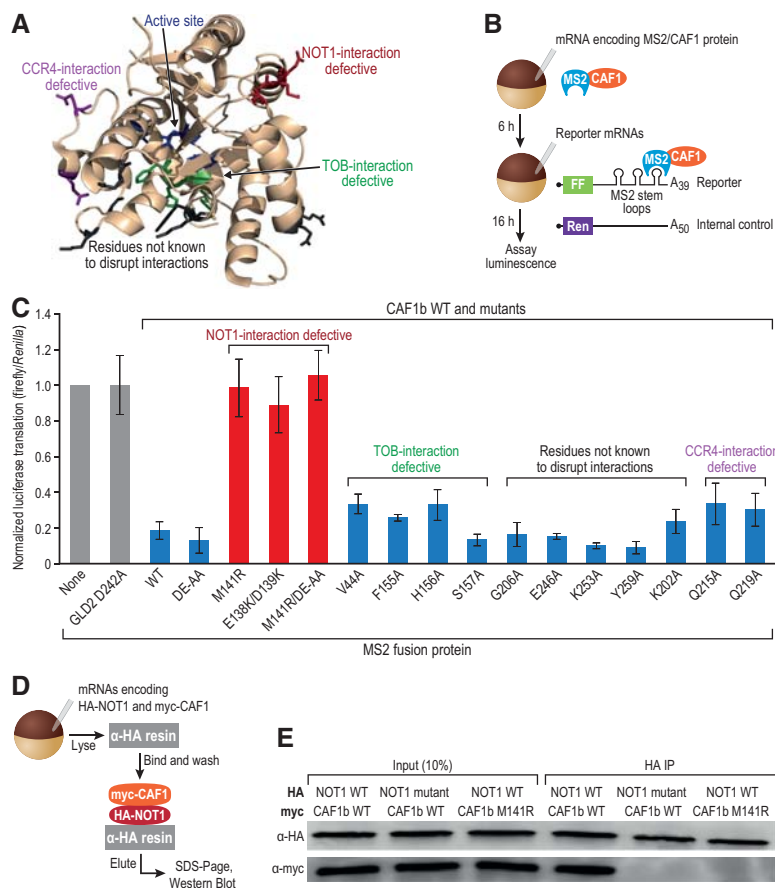 A
Active site
NOT1-interaction
defective
CCR4-interaction
defective
TOB-interaction
defective
Residues not known
to disrupt interactions
B
mRNA encoding MS2/CAF1 protein
MS2 CAF1
6 h
Reporter mRNAs
MS2 CAF1
FF
A39 Reporter
MS2 stem
loops
16 h
Ren
A50 Internal control
Assay
luminescence
C
CAF1b WT and mutants
Normalized luciferase translation (firefly/Renilla)
1.4
1.2
1.0
0.8
0.6
0.4
0.2
0
NOT1-interaction defective
TOB-interaction
defective
Residues not known
to disrupt interactions
CCR4-interaction
defective
None
GLD2 D242A
WT
DE-AA
M141R
E138K/D139K
M141R/DE-AA
V44A
F155A
H156A
S157A
G206A
E246A
K253A
Y259A
K202A
Q215A
Q219A
MS2 fusion protein
D
mRNAs encoding
HA-NOT1 and myc-CAF1
Lyse
α-HA resin
Bind and wash
myc-CAF1
HA-NOT1
α-HA resin
Elute
SDS-Page,
Western Blot
E
Input (10%) HA IP
HA NOT1 WT NOT1 mutant NOT1 WT NOT1 WT NOT1 mutant NOT1 WT
myc CAF1b WT CAF1b WT CAF1b M141R CAF1b WT CAF1b WT CAF1b M141R
α-HA
α-myc